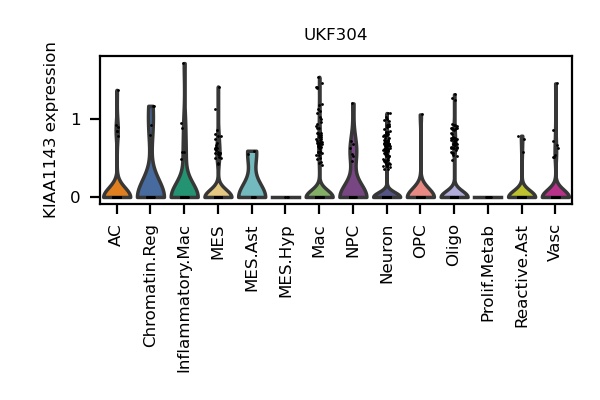 UKF304
KIAA1143 expression
1
0
AC
Chromatin.Reg
Inflammatory.Mac
MES
MES.Ast
MES.Hyp
Mac
NPC
Neuron
OPC
Oligo
Prolif.Metab
Reactive.Ast
Vasc